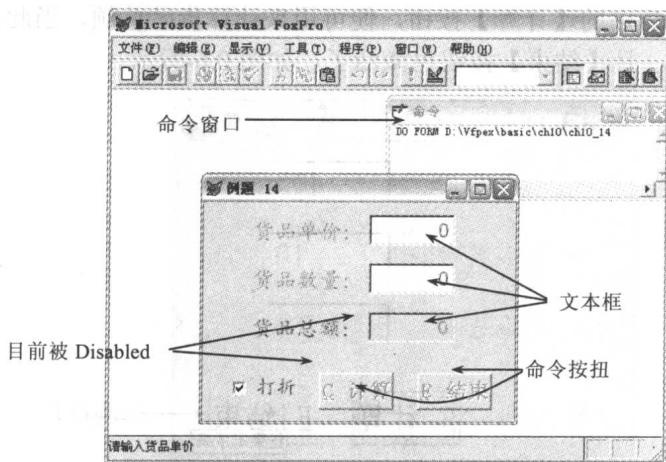 Microsoft Visual FoxPro
文件(F) 编辑(E) 显示(V) 工具(T) 程序(P) 窗口(W) 帮助(H)
命令窗口
命令
DO FORM D:\Vfpex\basic\ch10\ch10_14
例题 14
货品单价: 0
货品数量: 0
文本框
货品总额: 0
目前被 Disabled
命令按扭
打折 C 计算 E 结束
请输入货品单价